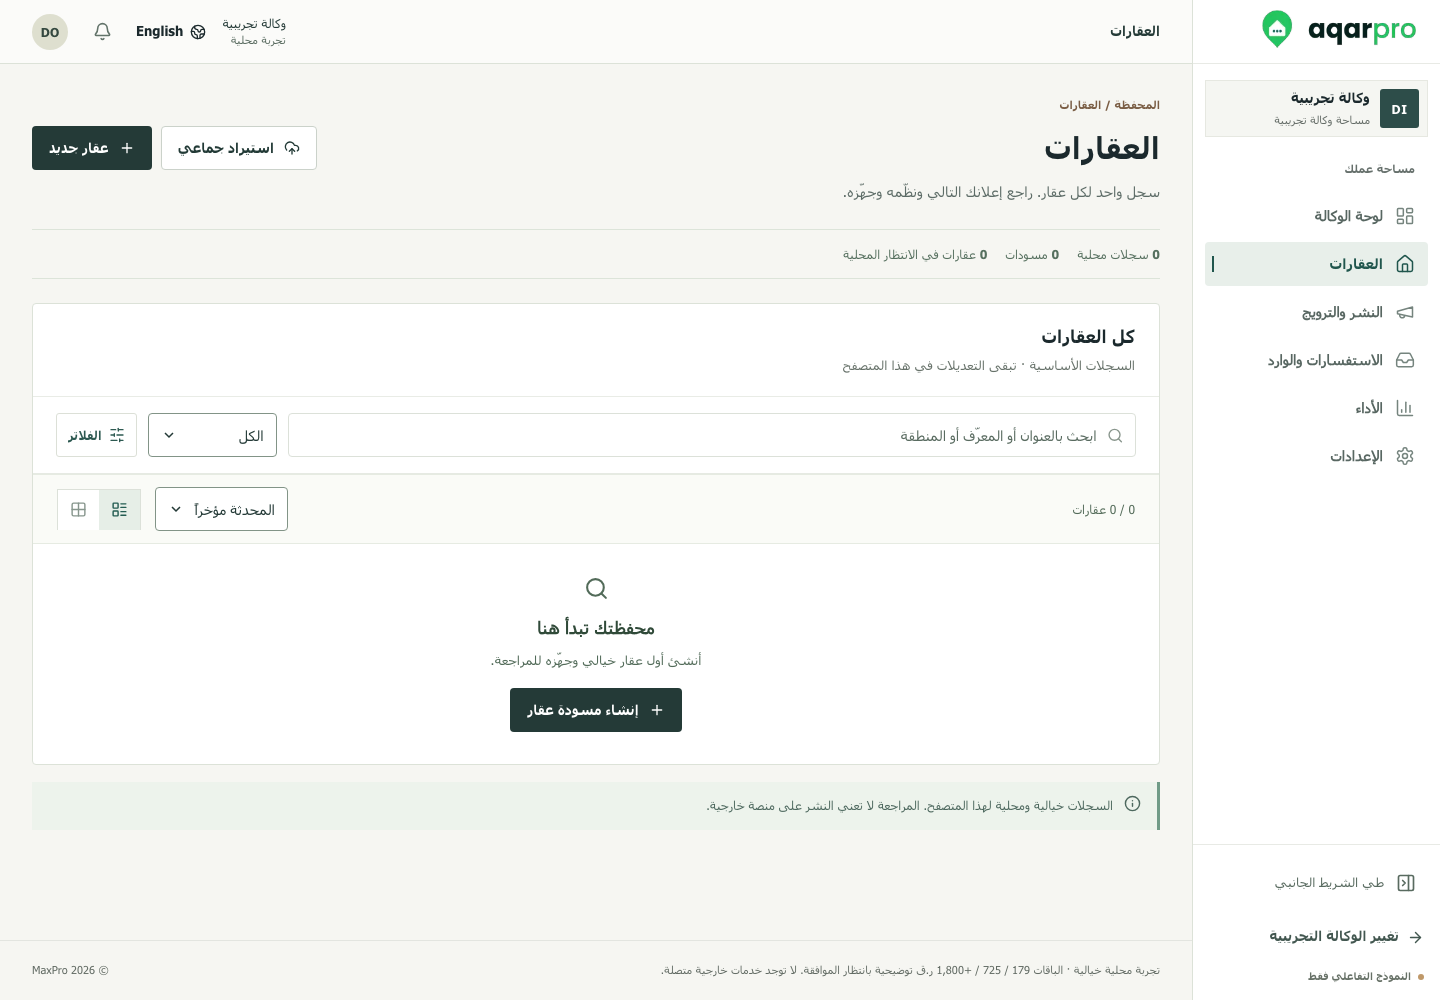 aqarpro
العقارات
وكالة تجريبية
تجربة محلية
English
DO
DI
وكالة تجريبية
مساحة وكالة تجريبية
مساحة عملك
لوحة الوكالة
العقارات
النشر والترويج
الاستفسارات والوارد
الأداء
الإعدادات
طي الشريط الجانبي
تغيير الوكالة التجريبية
النموذج التفاعلي فقط
المحفظة / العقارات
العقارات
سجل واحد لكل عقار. راجع إعلانك التالي ونظّمه وجهّزه.
استيراد جماعي
عقار جديد
0 سجلات محلية 0 مسودات 0 عقارات في الانتظار المحلية
كل العقارات
السجلات الأساسية · تبقى التعديلات في هذا المتصفح
ابحث بالعنوان أو المعرّف أو المنطقة
الكل
الفلاتر
0 / 0 عقارات
المحدثة مؤخراً
محفظتك تبدأ هنا
أنشئ أول عقار خيالي وجهّزه للمراجعة.
إنشاء مسودة عقار
السجلات خيالية ومحلية لهذا المتصفح. المراجعة لا تعني النشر على منصة خارجية.
تجربة محلية خيالية · الباقات 179 / 725 / +1,800 ر.ق توضيحية بانتظار الموافقة. لا توجد خدمات خارجية متصلة.
MaxPro 2026 ©